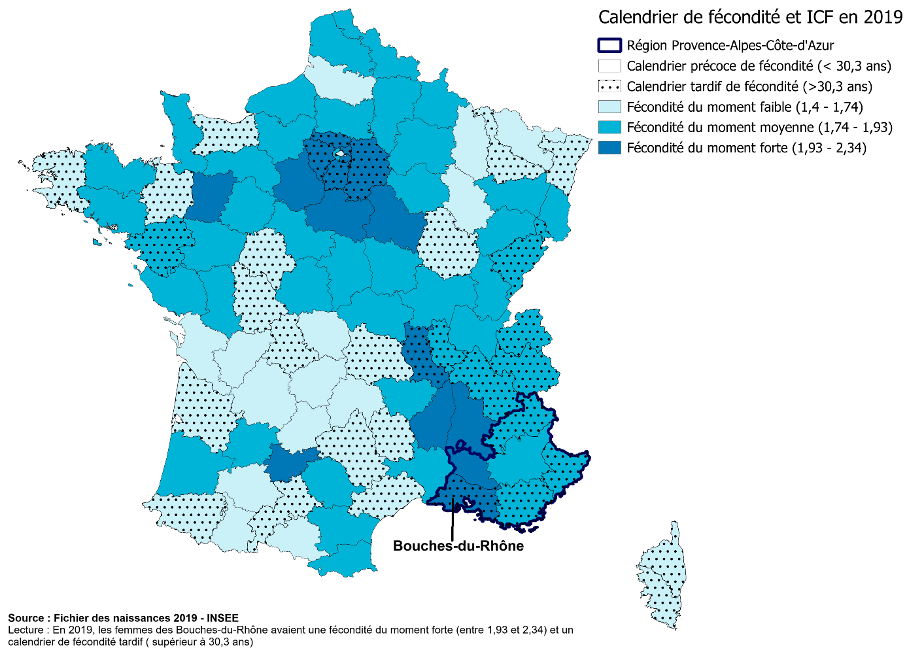 Calendrier de fécondité et ICF en 2019
Région Provence-Alpes-Côte-d'Azur
Calendrier précoce de fécondité (< 30,3 ans)
Calendrier tardif de fécondité (>30,3 ans)
Fécondité du moment faible (1,4 - 1,74)
Fécondité du moment moyenne (1,74 - 1,93)
Fécondité du moment forte (1,93 - 2,34)
Bouches-du-Rhône
Source : Fichier des naissances 2019 - INSEE
Lecture : En 2019, les femmes des Bouches-du-Rhône avaient une fécondité du moment forte (entre 1,93 et 2,34) et un
calendrier de fécondité tardif ( supérieur à 30,3 ans)